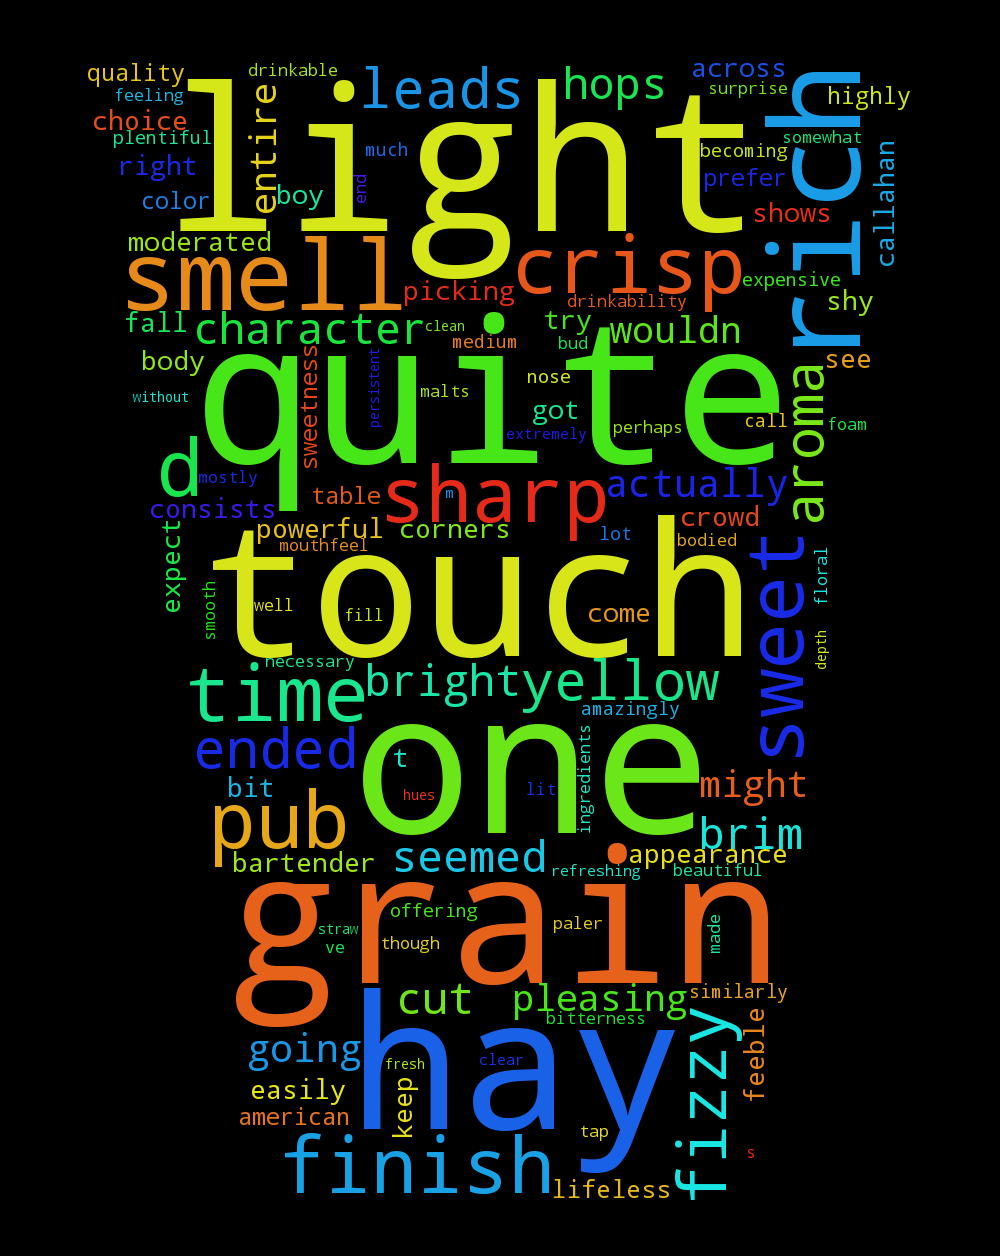 quality
drinkable
leads
hops
across
feeling
surprise
highly
choice
entire
light
rich
plentiful
somewhat
right
much
becoming
callahan
color
boy
end
prefer
shows
moderated
smell
crisp
picking
expensive
drinkability
shy
fall
character
clean
try
wouldn
body
medium
bud
see
sweetness
persistent
quite
nose
aroma
without
malts
got
call
foam
extremely
perhaps
d
mostly
sharp
actually
consists
table
m
crowd
powerful
corners
lot
bodied
mouthfeel
expect
touch
sweet
floral
smooth
well
fill
come
depth
necessary
time
bright
yellow
amazingly
ended
one
t
ingredients
bit
hues
lit
might
pub
brim
bartender
seemed
appearance
refreshing
beautiful
grain
offering
straw
ve
though
paler
made
cut
pleasing
similarly
bitterness
going
hay
fizzy
feeble
fresh
clear
easily
keep
american
tap
finish
s
lifeless